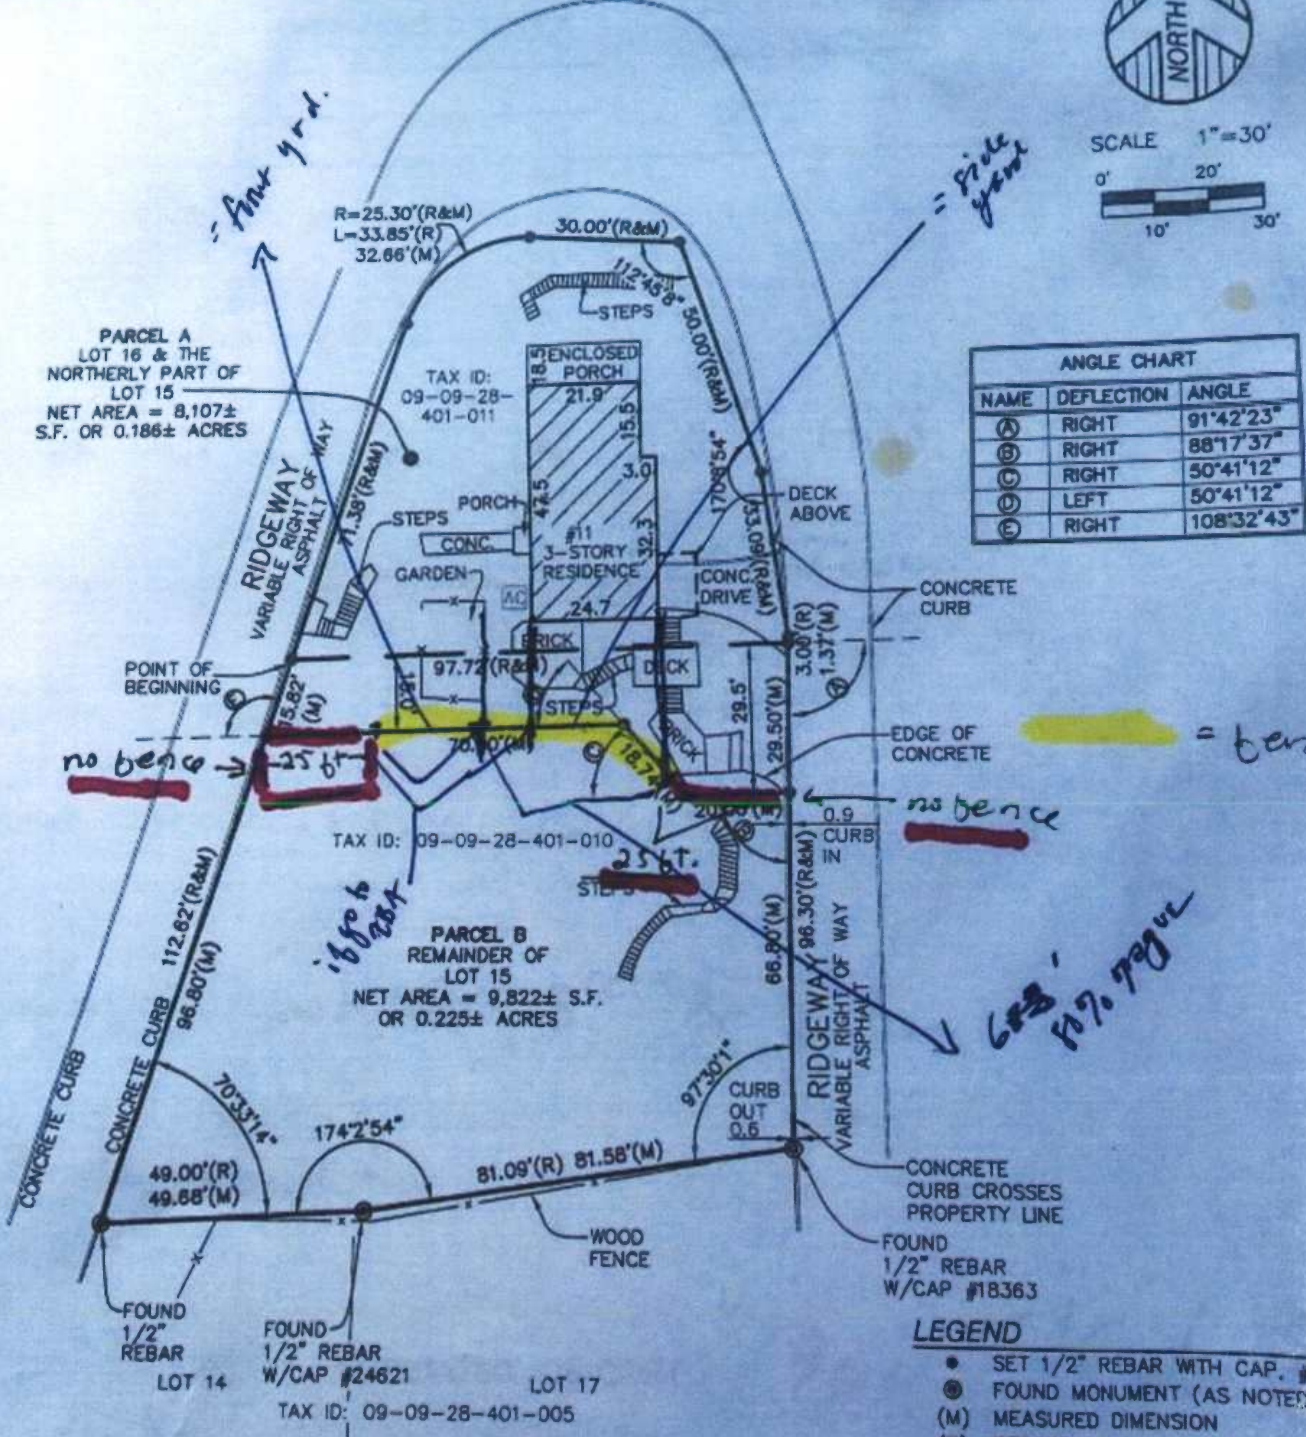 NORTH
SCALE 1"=30'
0' 20'
10' 30'
= front yard.
= side
yard
R=25.30'(R&M)
L=33.85'(R)
32.66'(M)
30.00'(R&M)
112°45'8"
50.00'(R&M)
STEPS
PARCEL A
LOT 16 & THE
NORTHERLY PART OF
LOT 15
NET AREA = 8,107±
S.F. OR 0.186± ACRES
TAX ID:
09-09-28-
401-011
18.5
ENCLOSED
PORCH
21.9
15.5
3.0
47.5
32.3
#11
3-STORY
RESIDENCE
24.7
ANGLE CHART
NAME DEFLECTION ANGLE
A RIGHT 91°42'23"
B RIGHT 88°17'37"
C RIGHT 50°41'12"
D LEFT 50°41'12"
E RIGHT 108°32'43"
RIDGEWAY
VARIABLE RIGHT OF WAY
ASPHALT
71.38'(R&M)
STEPS
PORCH
CONC.
GARDEN
AC
170°8'54"
53.09'(R&M)
DECK
ABOVE
CONC.
DRIVE
CONCRETE
CURB
3.00'(R)
1.37'(M)
A
POINT OF
BEGINNING
E
15.82'
(M)
97.72'(R&M)
18.0
BRICK
DECK
STEPS
BRICK
29.5'
29.50'(M)
C
18.74'(M)
EDGE OF
CONCRETE
no fence
25 ft
no fence
25 ft.
0.9
CURB
IN
STEPS
TAX ID: 09-09-28-401-010
PARCEL B
REMAINDER OF
LOT 15
NET AREA = 9,822± S.F.
OR 0.225± ACRES
if go to
ZBA
80%
CONCRETE CURB
CONCRETE CURB
112.62'(R&M)
96.80'(M)
66.80'(M)
96.30'(R&M)
RIDGEWAY
VARIABLE RIGHT OF WAY
ASPHALT
70°33'14"
174°2'54"
97°30'1"
CURB
OUT
0.6
49.00'(R)
49.68'(M)
81.09'(R) 81.58'(M)
WOOD
FENCE
CONCRETE
CURB CROSSES
PROPERTY LINE
FOUND
1/2" REBAR
W/CAP #18363
FOUND
1/2"
REBAR
FOUND
1/2" REBAR
W/CAP #24621
LOT 14
LOT 17
TAX ID: 09-09-28-401-005
LEGEND
SET 1/2" REBAR WITH CAP. #
FOUND MONUMENT (AS NOTED
(M) MEASURED DIMENSION